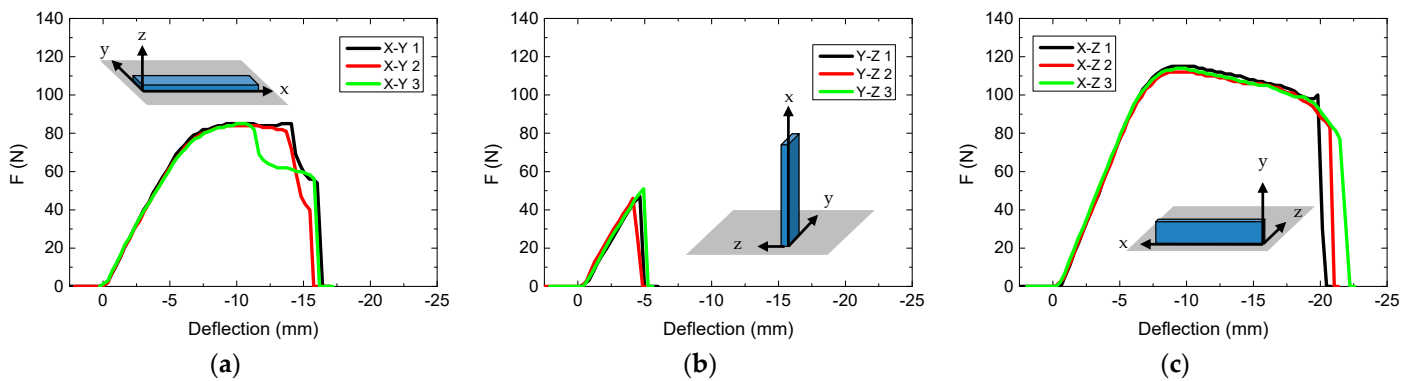 140
120
100
80
60
40
20
0
F (N)
z
y
x
X-Y 1
X-Y 2
X-Y 3
0 -5 -10 -15 -20 -25
Deflection (mm)
(a)
140
120
100
80
60
40
20
0
F (N)
Y-Z 1
Y-Z 2
Y-Z 3
x
y
z
0 -5 -10 -15 -20 -25
Deflection (mm)
(b)
140
120
100
80
60
40
20
0
F (N)
X-Z 1
X-Z 2
X-Z 3
y
z
x
0 -5 -10 -15 -20 -25
Deflection (mm)
(c)